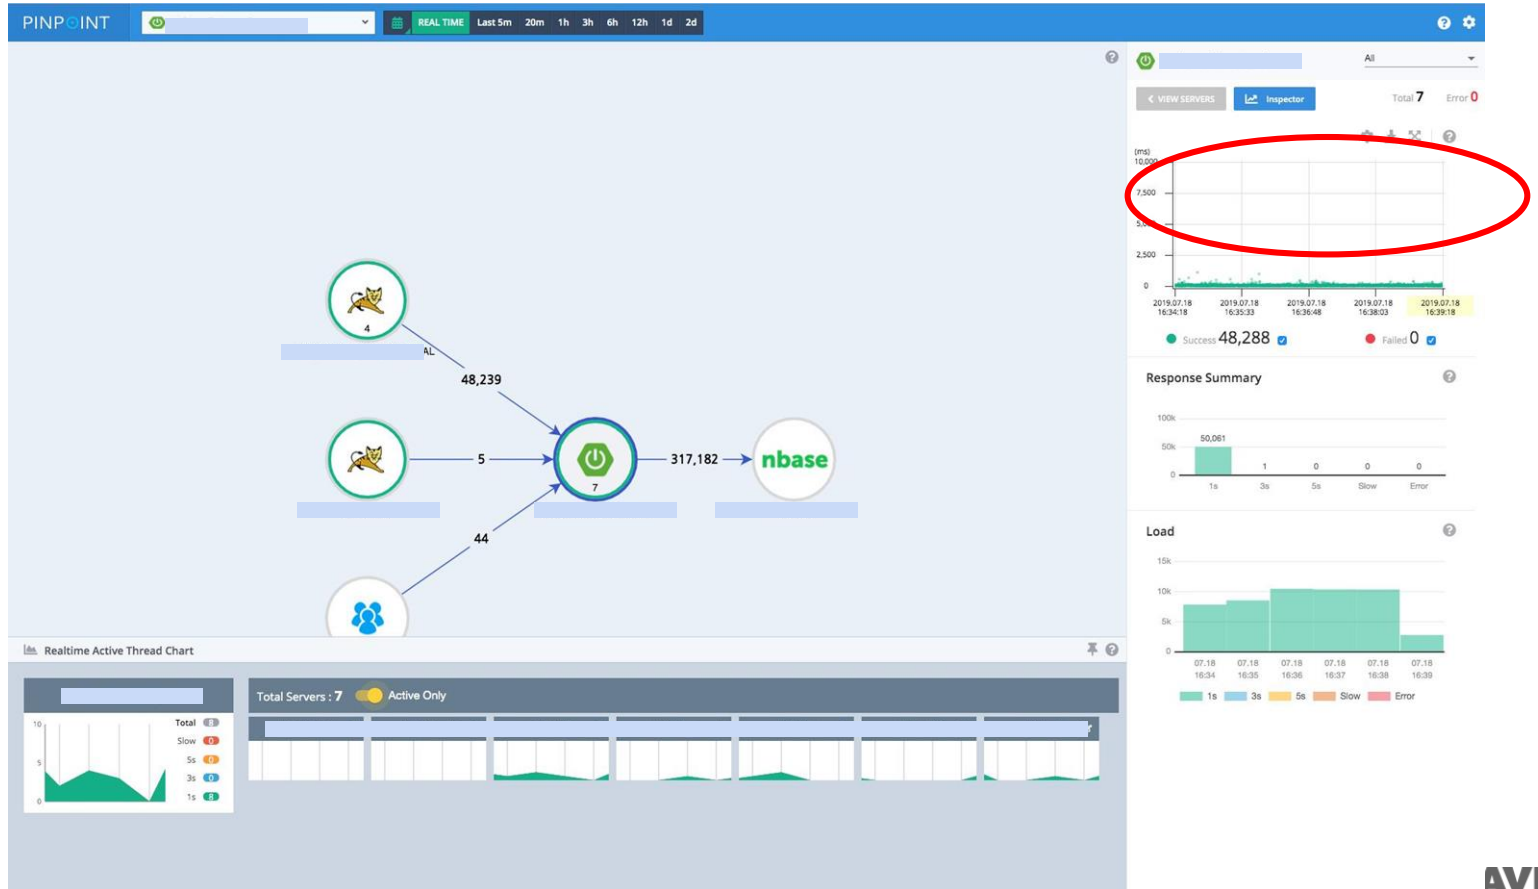 PINPOINT
REAL TIME Last 5m 20m 1h 3h 6h 12h 1d 2d
All
VIEW SERVERS Inspector Total 7 Error 0
(ms)
10,000
7,500
2,500
0
2019.07.18 16:34:18
2019.07.18 16:35:33
2019.07.18 16:36:48
2019.07.18 16:38:03
2019.07.18 16:39:18
Success 48,288 Failed 0
4
AL
48,239
5
7
317,182
nbase
44
Response Summary
100k
50k
0
50,061 1 0 0 0
1s 3s 5s Slow Error
Load
15k
10k
5k
0
07.18 16:34
07.18 16:35
07.18 16:36
07.18 16:37
07.18 16:38
07.18 16:39
1s 3s 5s Slow Error
Realtime Active Thread Chart
Total Servers : 7 Active Only
10
5
0
Total 8
Slow 0
5s 0
3s 0
1s 8